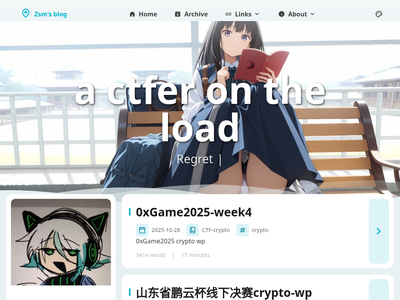 Zsm's blog
Home
Archive
Links
About
a ctfer on the
load
Regret |
0xGame2025-week4
2025-10-28
CTF-crypto
# crypto
0xGame2025 crypto wp
3414 words | 17 minutes
山东省鹏云杯线下决赛crypto-wp